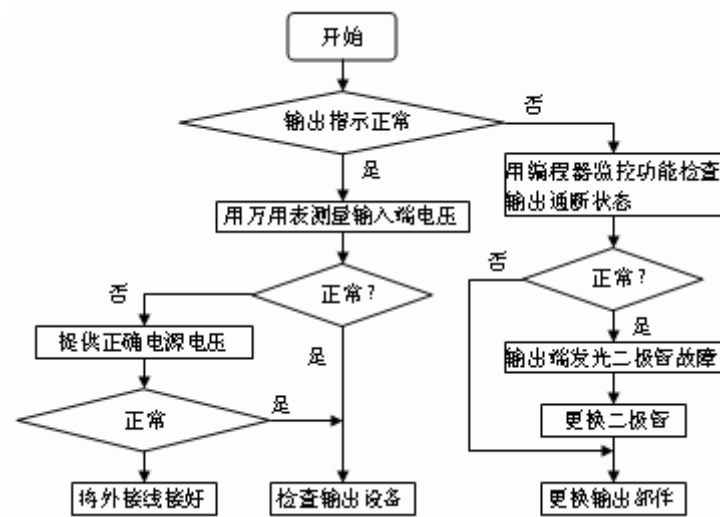 开始
输出指示正常
否
是
用编程器监控功能检查
输出通断状态
用万用表测量输入端电压
否
正常?
否
正常?
提供正确电源电压
是
是
输出端发光二极管故障
正常
是
更换二极管
将外接线接好
检查输出设备
更换输出部件